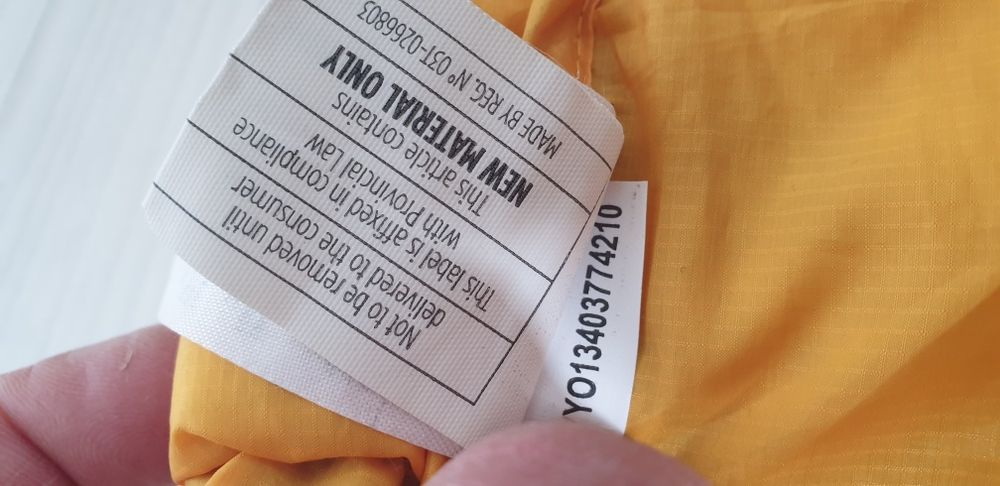 Not to be removed until
delivered to the consumer
This label is affixed in compliance
with Provincial Law
This article contains
NEW MATERIAL ONLY
MADE BY REG. N° 03T-0266803
YO13403774210